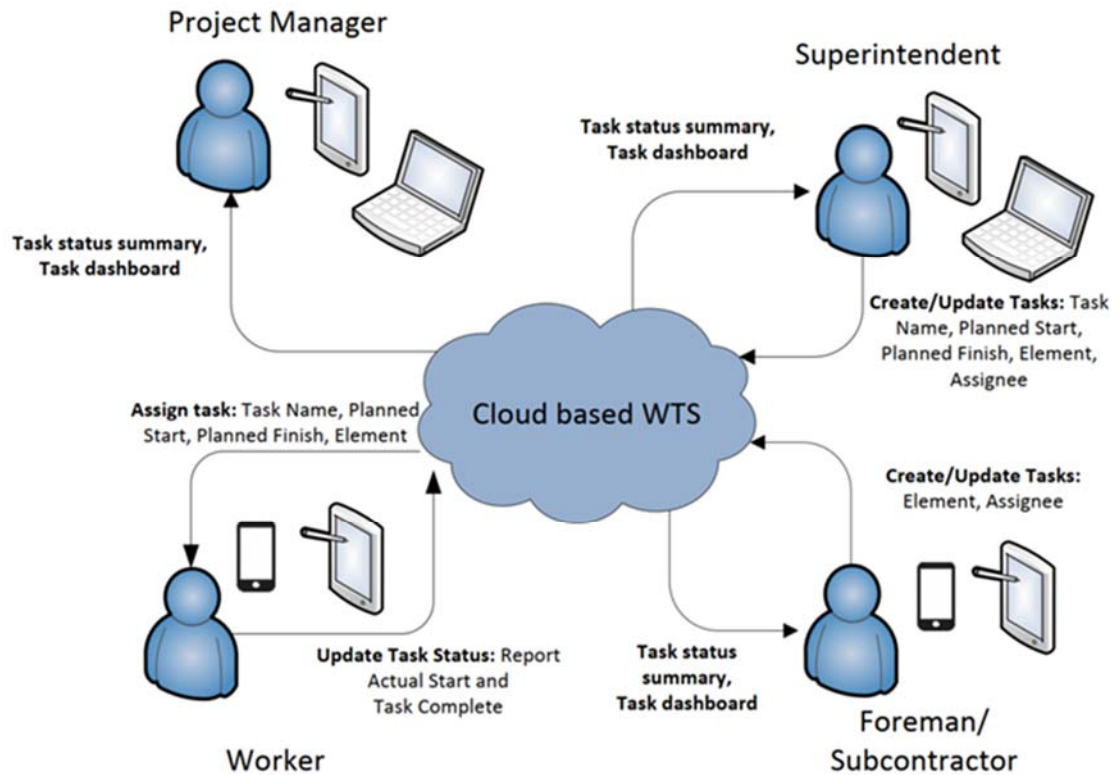 Project Manager
Superintendent
Task status summary,
Task dashboard
Task status summary,
Task dashboard
Create/Update Tasks: Task
Name, Planned Start,
Planned Finish, Element,
Assignee
Cloud based WTS
Assign task: Task Name, Planned
Start, Planned Finish, Element
Create/Update Tasks:
Element, Assignee
Update Task Status: Report
Actual Start and
Task Complete
Task status
summary,
Task dashboard
Worker
Foreman/
Subcontractor